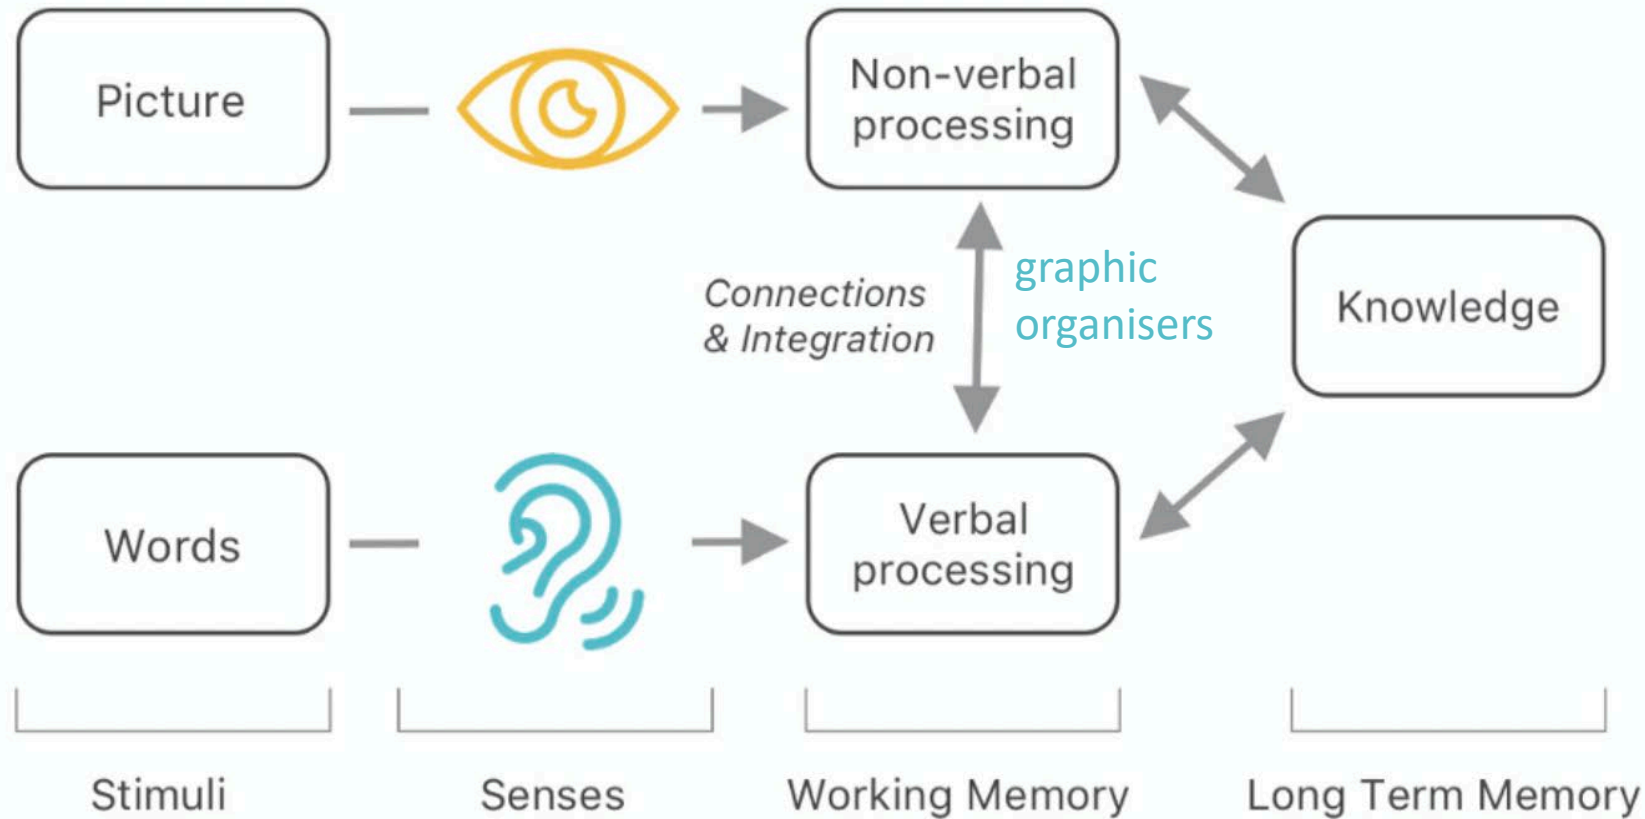 Picture
Non-verbal
processing
Connections
& Integration
graphic
organisers
Knowledge
Words
Verbal
processing
Stimuli
Senses
Working Memory
Long Term Memory